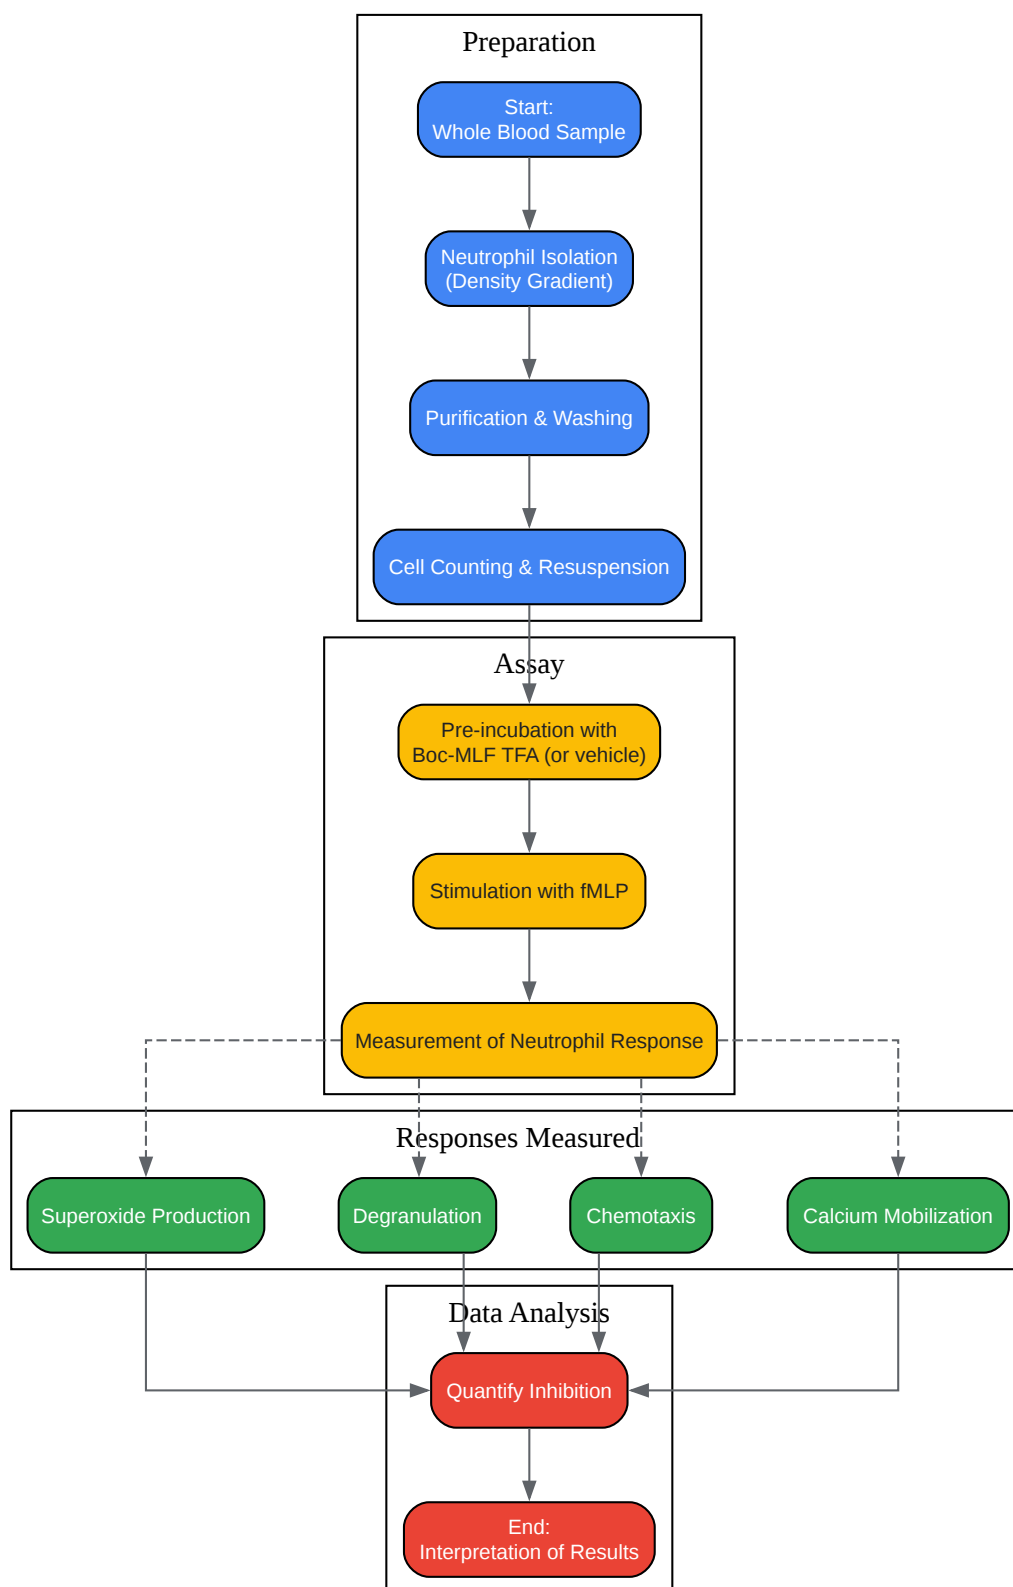 Preparation
Start:
Whole Blood Sample
Neutrophil Isolation
(Density Gradient)
Purification & Washing
Cell Counting & Resuspension
Assay
Pre-incubation with
Boc-MLF TFA (or vehicle)
Stimulation with fMLP
Measurement of Neutrophil Response
Responses Measured
Superoxide Production
Degranulation
Chemotaxis
Calcium Mobilization
Data Analysis
Quantify Inhibition
End:
Interpretation of Results